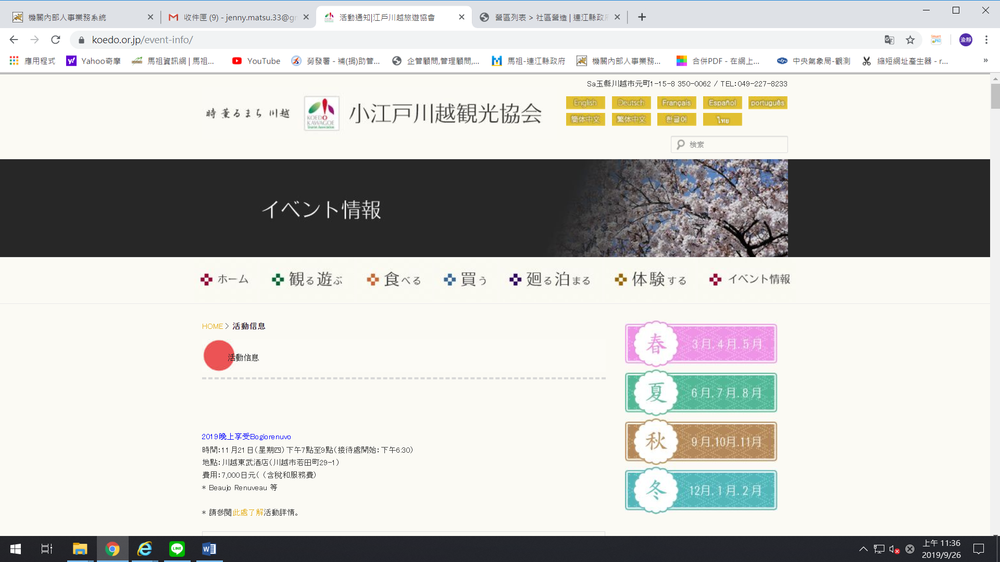 機關內部人事業務系統
收件匣 (9) - jenny.matsu.33@gm
活動通知|江戶川越旅遊協會
營區列表 > 社區營造 | 連江縣政府
koedo.or.jp/event-info/
Smart PKI
渝靜
應用程式
Yahoo奇摩
馬祖資訊網 | 馬祖...
YouTube
勞發署 - 補(捐)助管...
企管顧問,管理顧問,...
馬祖-連江縣政府
機關內部人事業務...
合併PDF - 在網上...
中央氣象局-觀測
縮短網址產生器 - r...
»
Sa玉縣川越市元町1-15-8 350-0062 / TEL:049-227-8233
時薫るまち川越
KOEDO KAWAGOE
Tourist Association
小江戸川越観光協会
English Deutsch Français Español português
簡体中文 繁体中文 한글어 ไทย
検索
イベント情報
ホーム 観る遊ぶ 食べる 買う 廻る泊まる 体験する イベント情報
HOME > 活動信息
活動信息
春 3月.4月.5月
夏 6月.7月.8月
秋 9月.10月.11月
冬 12月.1月.2月
2019晚上享受Bogiorenuvo
時間:11月21日(星期四)下午7點至9點(接待處開始:下午6:30)
地點:川越東武酒店(川越市若田町29-1)
費用:7,000日元((含稅和服務費)
* Beaujo Renuveau 等
* 請參閱此處了解活動詳情。
LINE
上午 11:36
2019/9/26